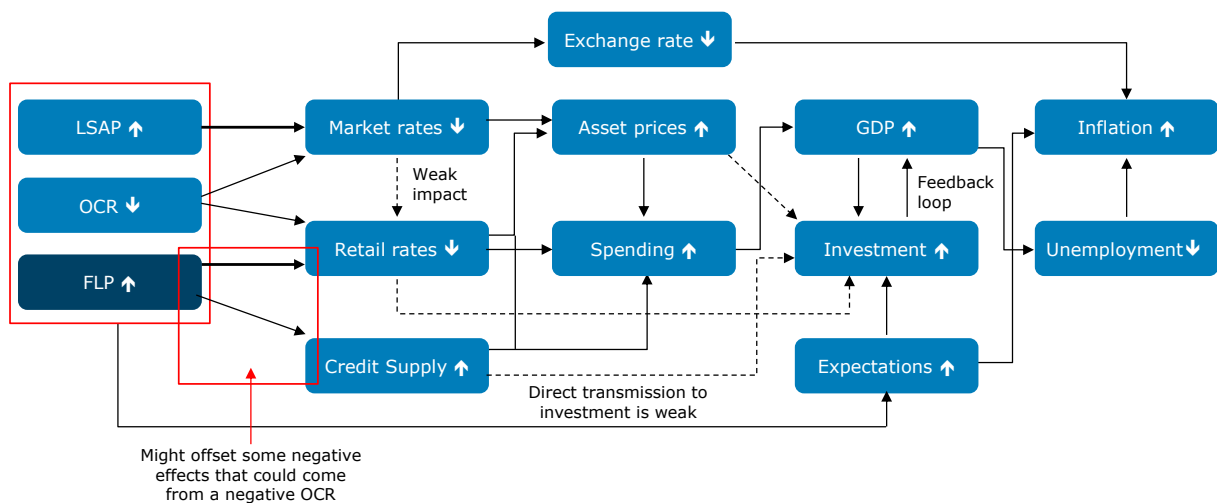 Exchange rate ↓
LSAP ↑
Market rates ↓
Asset prices ↑
GDP ↑
Inflation ↑
Weak
impact
Feedback
loop
OCR ↓
Retail rates ↓
Spending ↑
Investment ↑
Unemployment ↓
FLP ↑
Credit Supply ↑
Expectations ↑
Direct transmission to
investment is weak
Might offset some negative
effects that could come
from a negative OCR